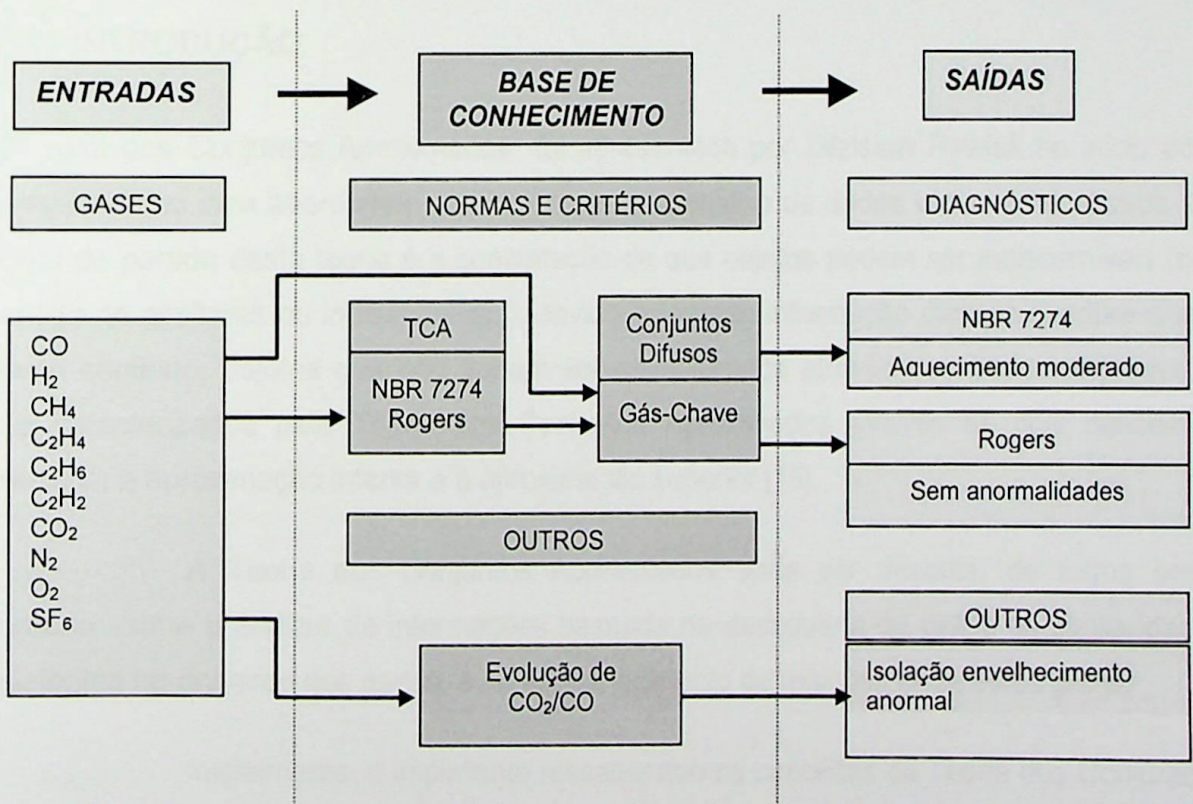 ENTRADAS
BASE DE
CONHECIMENTO
SAÍDAS
GASES
NORMAS E CRITÉRIOS
DIAGNÓSTICOS
CO
H₂
CH₄
C₂H₄
C₂H₆
C₂H₂
CO₂
N₂
O₂
SF₆
TCA
NBR 7274
Rogers
Conjuntos
Difusos
Gás-Chave
NBR 7274
Aquecimento moderado
Rogers
Sem anormalidades
OUTROS
OUTROS
Evolução de
CO₂/CO
Isolação envelhecimento
anormal